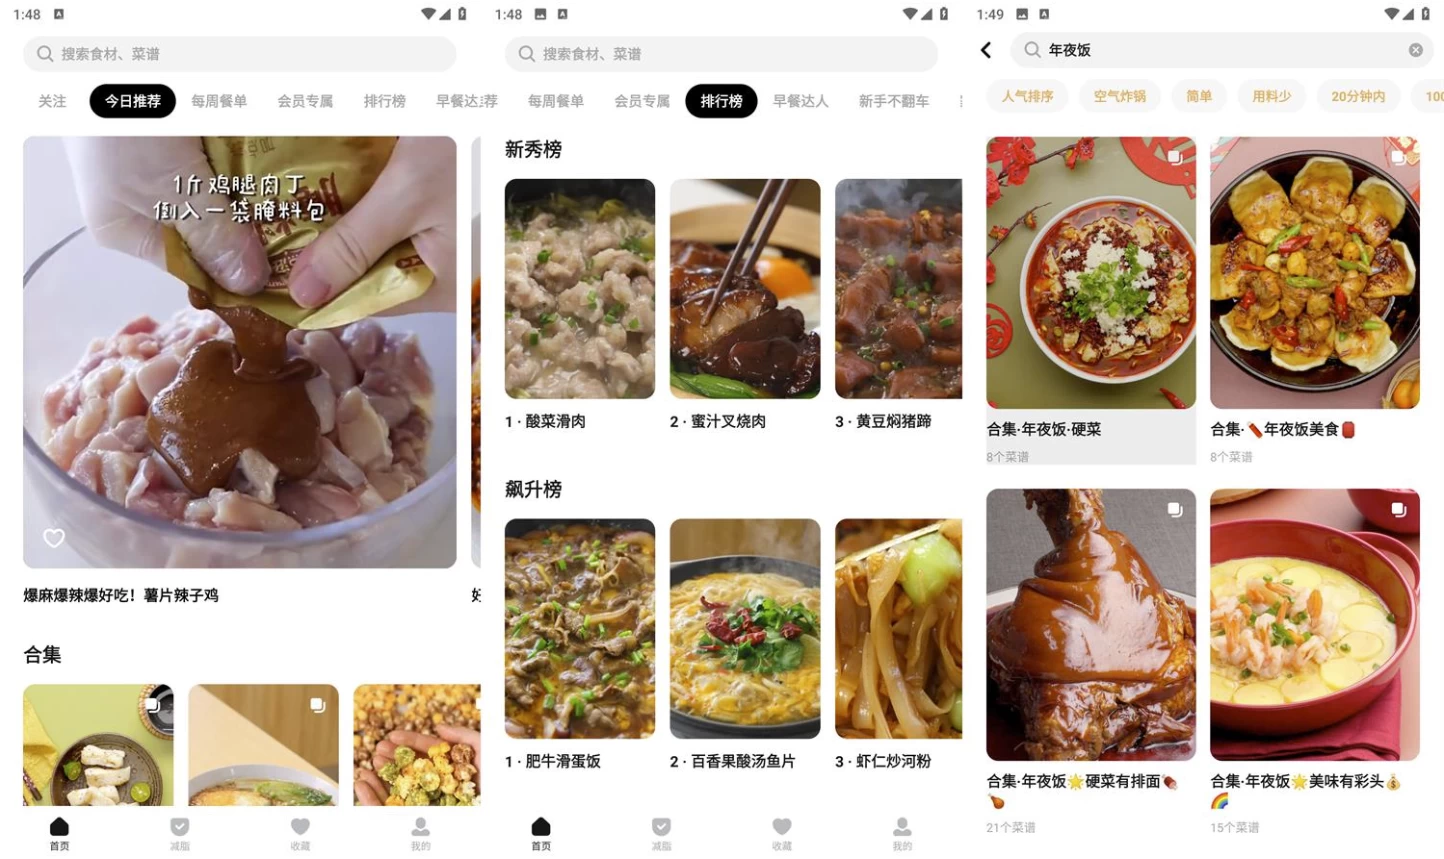 1:48
搜索食材、菜谱
关注 今日推荐 每周餐单 会员专属 排行榜 早餐达
1斤鸡腿肉丁
倒入一袋腌料包
爆麻爆辣爆好吃！薯片辣子鸡
好
合集
首页 减脂 收藏 我的
1:48
搜索食材、菜谱
荐 每周餐单 会员专属 排行榜 早餐达人 新手不翻车
新秀榜
1 · 酸菜滑肉
2 · 蜜汁叉烧肉
3 · 黄豆焖猪蹄
飙升榜
1 · 肥牛滑蛋饭
2 · 百香果酸汤鱼片
3 · 虾仁炒河粉
首页 减脂 收藏 我的
1:49
年夜饭
人气排序 空气炸锅 简单 用料少 20分钟内 100
合集·年夜饭·硬菜
8个菜谱
合集·🧨年夜饭美食🧧
8个菜谱
合集·年夜饭🌟硬菜有排面🍖
🍗
21个菜谱
合集·年夜饭🌟美味有彩头💰
🌈
15个菜谱